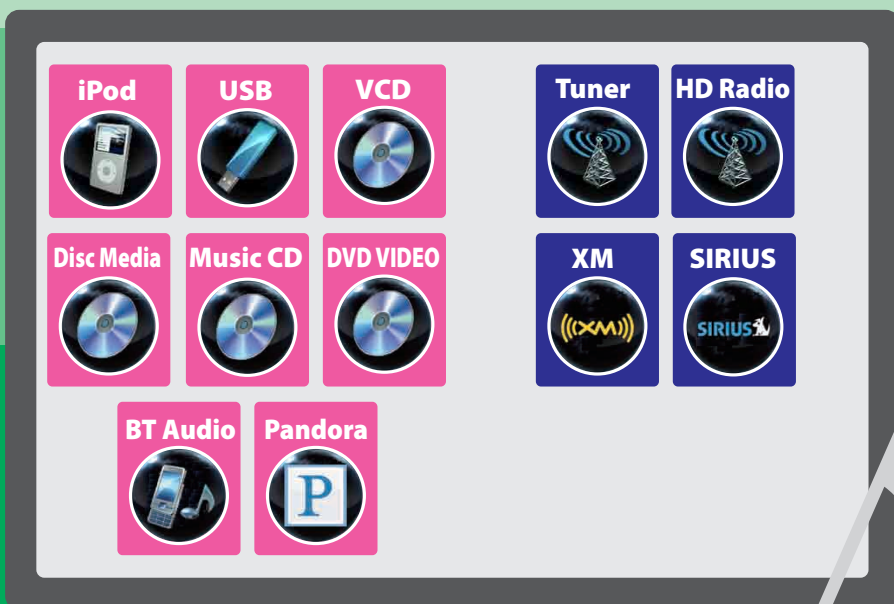 iPod
USB
VCD
Tuner
HD Radio
Disc Media
Music CD
DVD VIDEO
XM
((XM))
SIRIUS
SIRIUS
BT Audio
Pandora
P